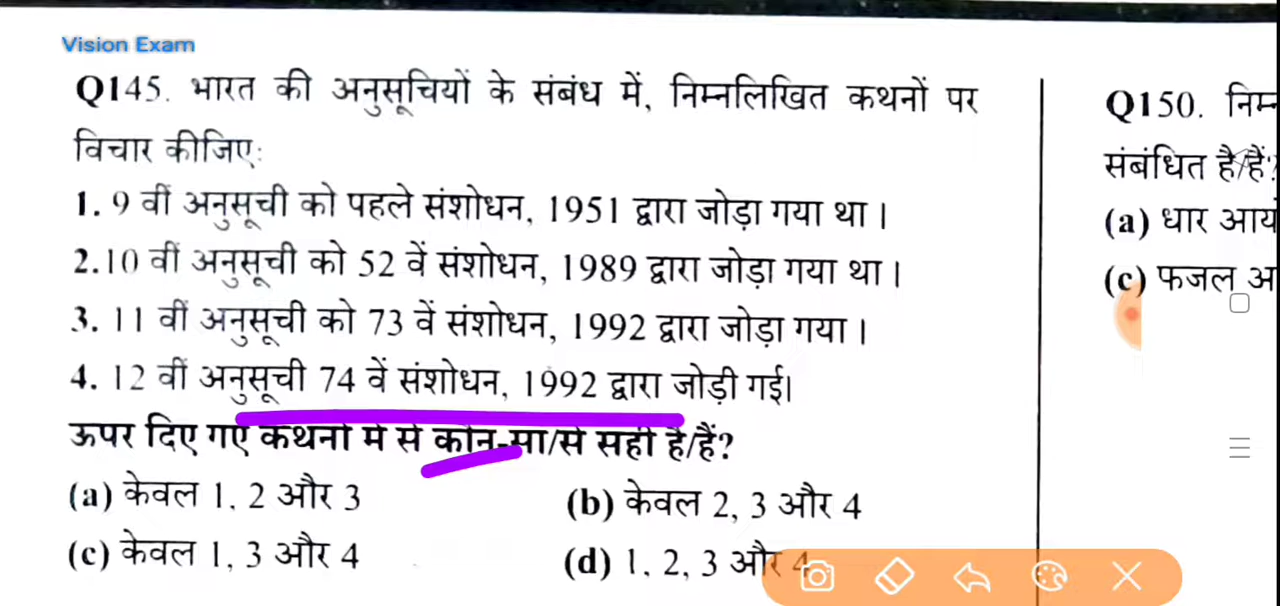 Vision Exam
Q145. भारत की अनुसूचियों के संबंध में, निम्नलिखित कथनों पर
विचार कीजिए:
1. 9 वीं अनुसूची को पहले संशोधन, 1951 द्वारा जोड़ा गया था।
2.10 वीं अनुसूची को 52 वें संशोधन, 1989 द्वारा जोड़ा गया था।
3. 11 वीं अनुसूची को 73 वें संशोधन, 1992 द्वारा जोड़ा गया।
4. 12 वीं अनुसूची 74 वें संशोधन, 1992 द्वारा जोड़ी गई।
ऊपर दिए गए कथनों में से कौन-सा/से सही है/हैं?
(a) केवल 1, 2 और 3
(b) केवल 2, 3 और 4
(c) केवल 1, 3 और 4
(d) 1, 2, 3 और 4
Q150.
संबंधित है/हैं?
(a) धार
(c) फजल